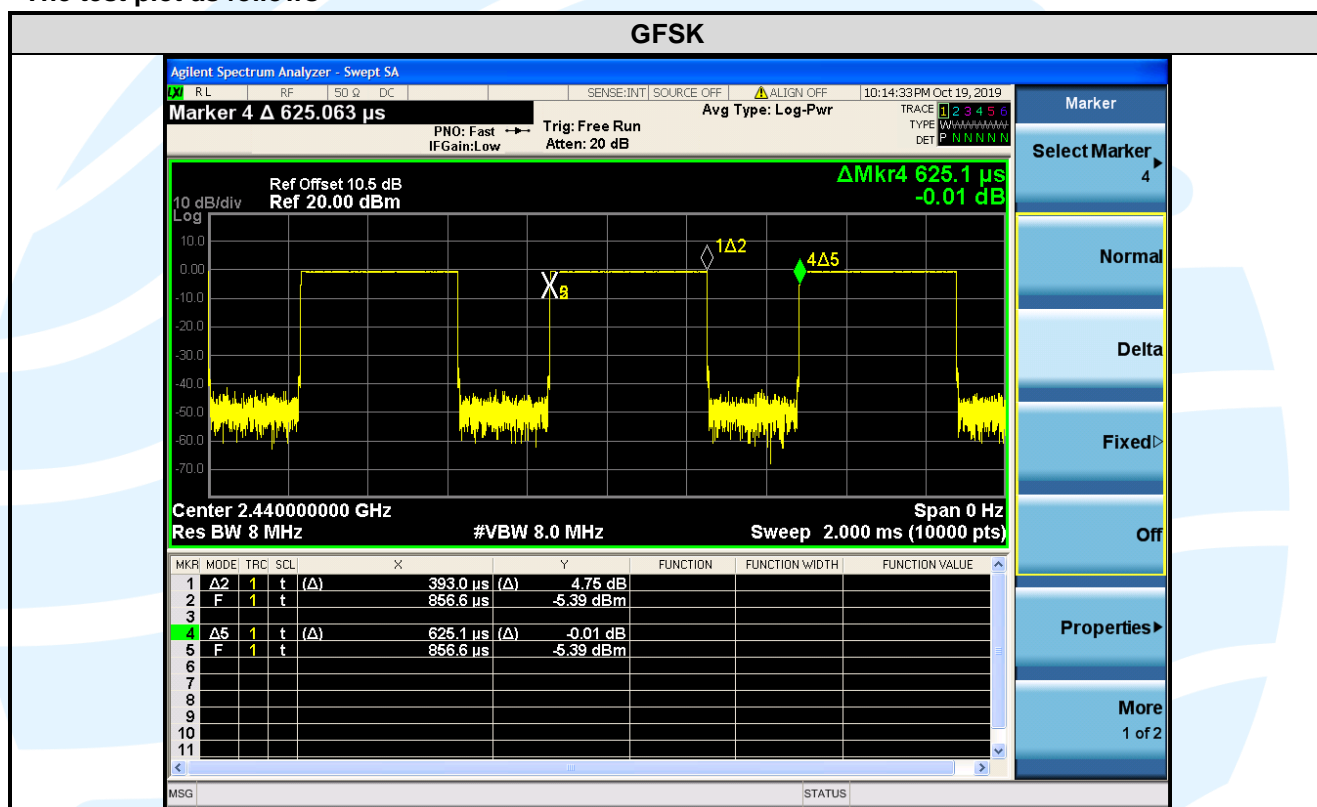 GFSK
Agilent Spectrum Analyzer - Swept SA
LXI RL RF 50 Ω DC SENSE:INT SOURCE OFF ALIGN OFF 10:14:33 PM Oct 19, 2019
Marker 4 Δ 625.063 µs
PNO: Fast
IFGain:Low
Trig: Free Run
Atten: 20 dB
Avg Type: Log-Pwr
TRACE 1 2 3 4 5 6
TYPE
DET P N N N N N
Ref Offset 10.5 dB
10 dB/div Ref 20.00 dBm
Log
ΔMkr4 625.1 µs
-0.01 dB
10.0
0.00
-10.0
-20.0
-30.0
-40.0
-50.0
-60.0
-70.0
1Δ2
4Δ5
Center 2.440000000 GHz Span 0 Hz
Res BW 8 MHz #VBW 8.0 MHz Sweep 2.000 ms (10000 pts)
MKR MODE TRC SCL X Y FUNCTION FUNCTION WIDTH FUNCTION VALUE
1 Δ2 1 t (Δ) 393.0 µs (Δ) 4.75 dB
2 F 1 t 856.6 µs -5.39 dBm
3
4 Δ5 1 t (Δ) 625.1 µs (Δ) -0.01 dB
5 F 1 t 856.6 µs -5.39 dBm
6
7
8
9
10
11
MSG STATUS
Marker
Select Marker
4
Normal
Delta
Fixed
Off
Properties
More
1 of 2